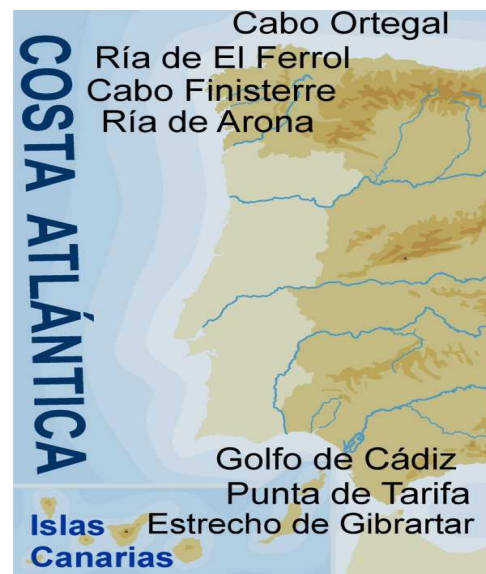 Cabo Ortegal
Ría de El Ferrol
Cabo Finisterre
Ría de Arona
COSTA ATLÁNTICA
Golfo de Cádiz
Punta de Tarifa
Estrecho de Gibrartar
Islas
Canarias